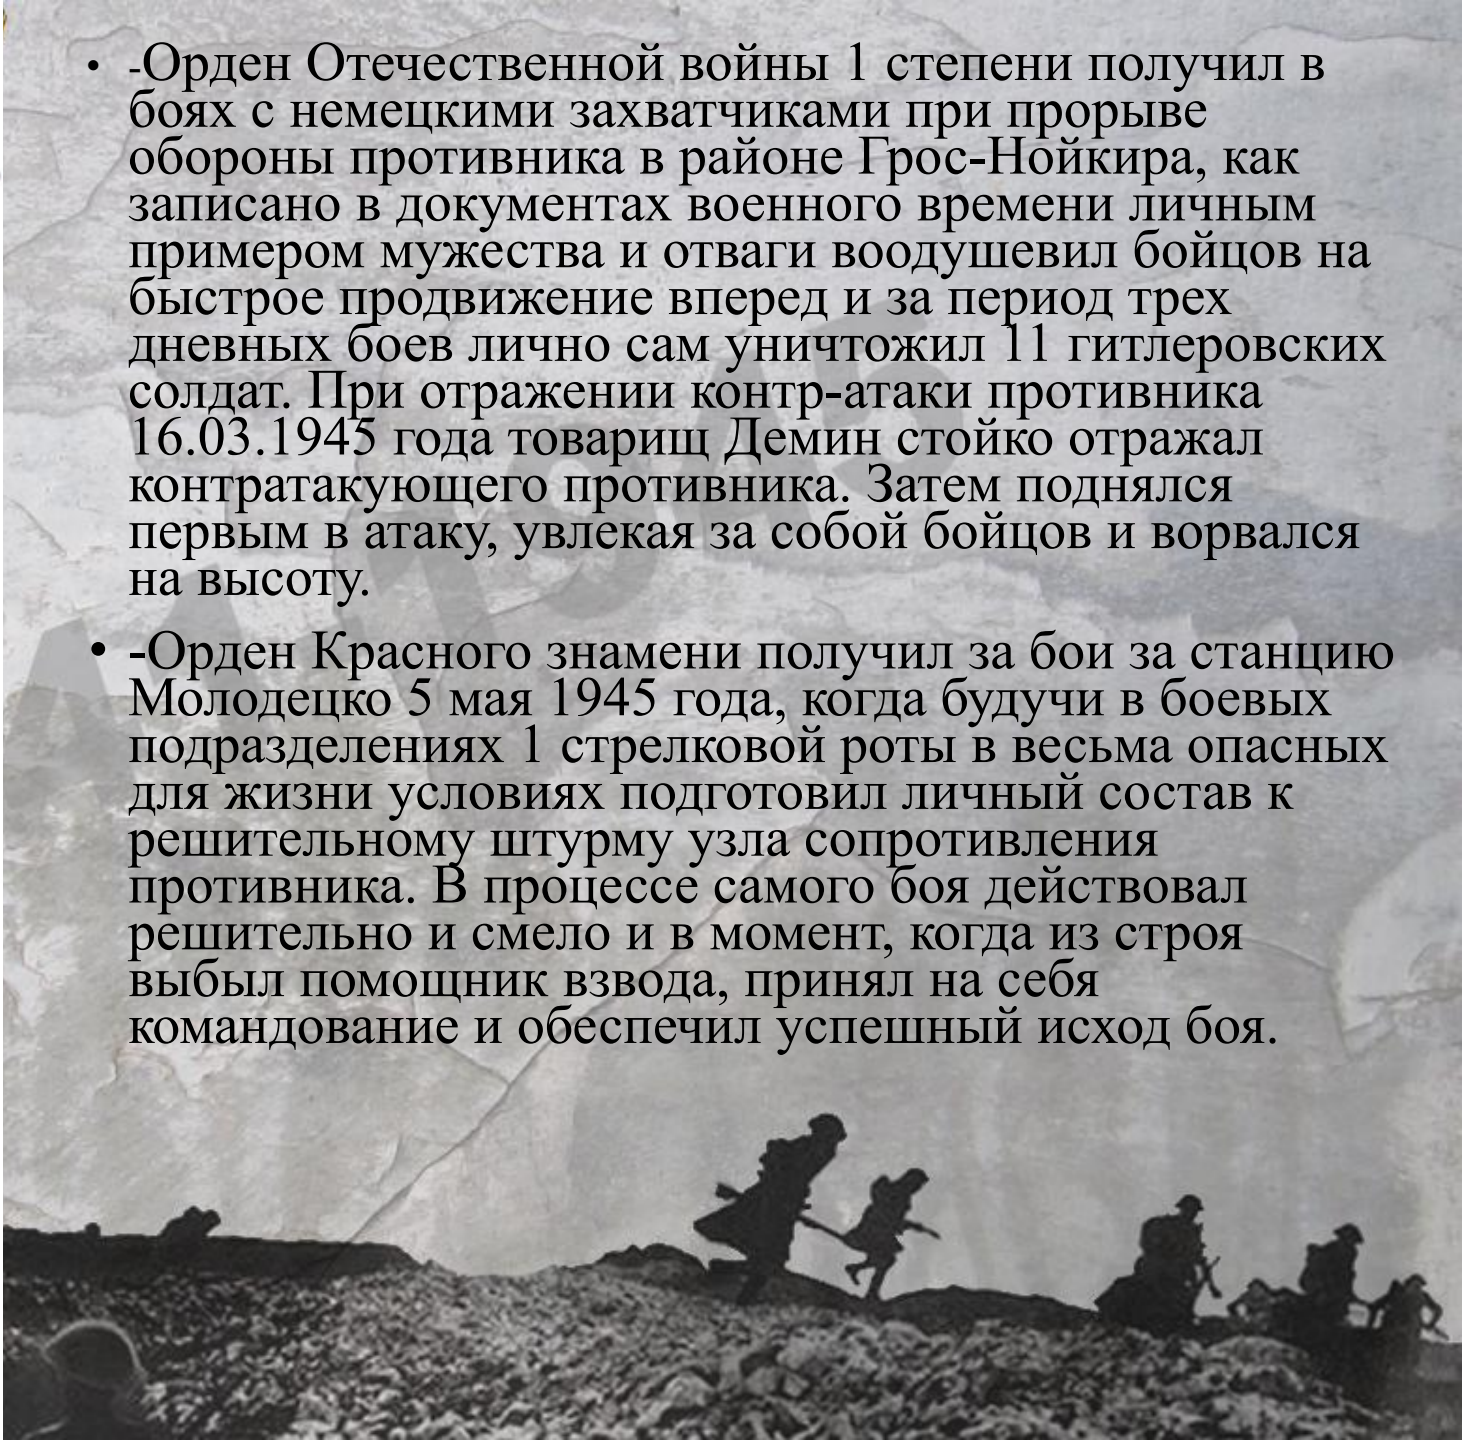 • -Орден Отечественной войны 1 степени получил в
боях с немецкими захватчиками при прорыве
обороны противника в районе Грос-Нойкира, как
записано в документах военного времени личным
примером мужества и отваги воодушевил бойцов на
быстрое продвижение вперед и за период трех
дневных боев лично сам уничтожил 11 гитлеровских
солдат. При отражении контр-атаки противника
16.03.1945 года товарищ Демин стойко отражал
контратакующего противника. Затем поднялся
первым в атаку, увлекая за собой бойцов и ворвался
на высоту.
• -Орден Красного знамени получил за бои за станцию
Молодецко 5 мая 1945 года, когда будучи в боевых
подразделениях 1 стрелковой роты в весьма опасных
для жизни условиях подготовил личный состав к
решительному штурму узла сопротивления
противника. В процессе самого боя действовал
решительно и смело и в момент, когда из строя
выбыл помощник взвода, принял на себя
командование и обеспечил успешный исход боя.